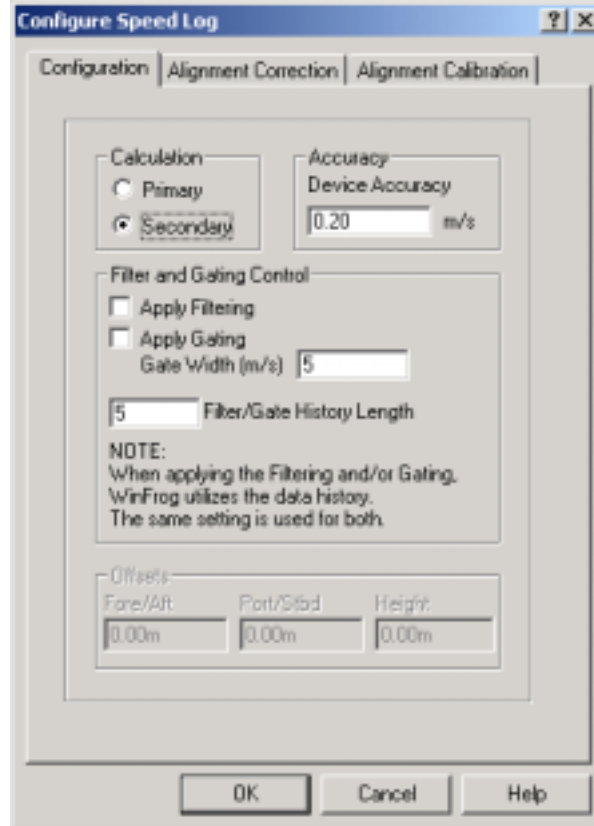 Configure Speed Log
Configuration
Alignment Correction
Alignment Calibration
Calculation
Primary
Secondary
Accuracy
Device Accuracy
0.20 m/s
Filter and Gating Control
Apply Filtering
Apply Gating
Gate Width (m/s) 5
5 Filter/Gate History Length
NOTE:
When applying the Filtering and/or Gating,
WinFrog utilizes the data history.
The same setting is used for both.
Offsets
Fore/Aft Port/Stbd Height
0.00m 0.00m 0.00m
OK Cancel Help